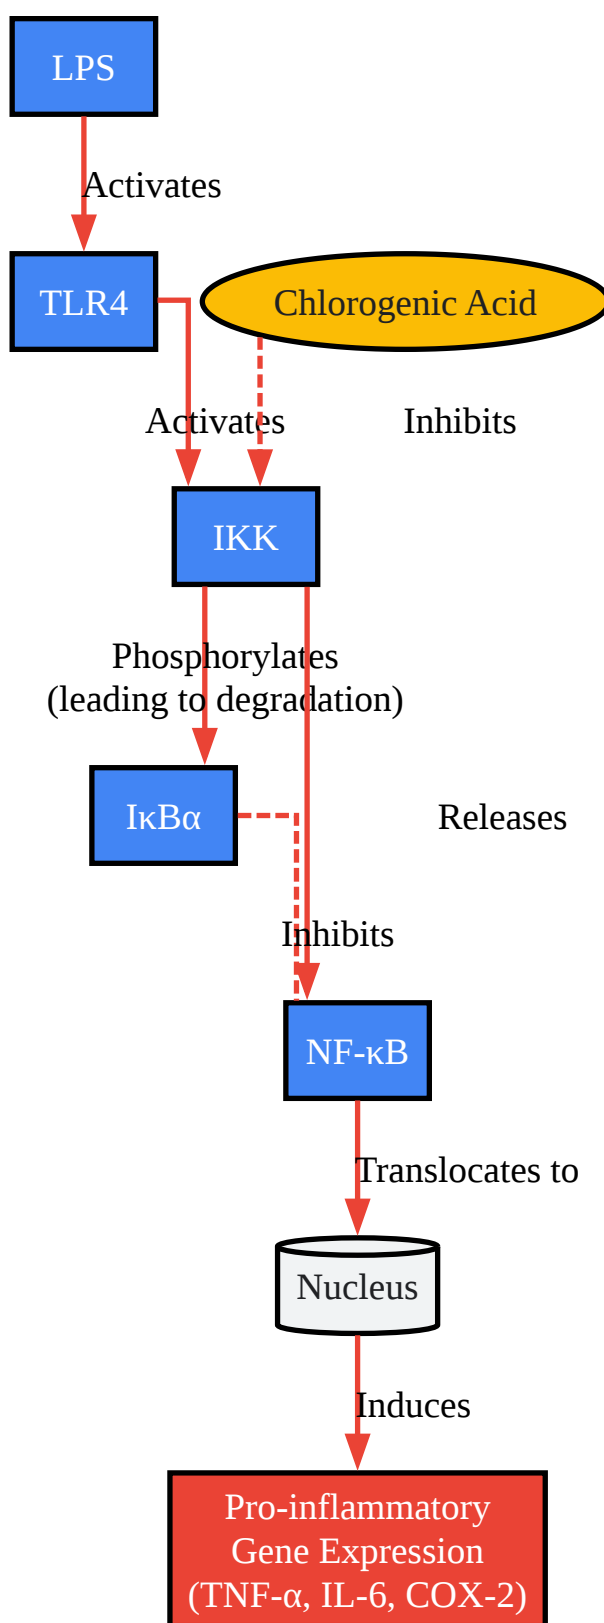 LPS
Activates
TLR4
Chlorogenic Acid
Activates
Inhibits
IKK
Phosphorylates
(leading to degradation)
IκBα
Releases
Inhibits
NF-κB
Translocates to
Nucleus
Induces
Pro-inflammatory
Gene Expression
(TNF-α, IL-6, COX-2)